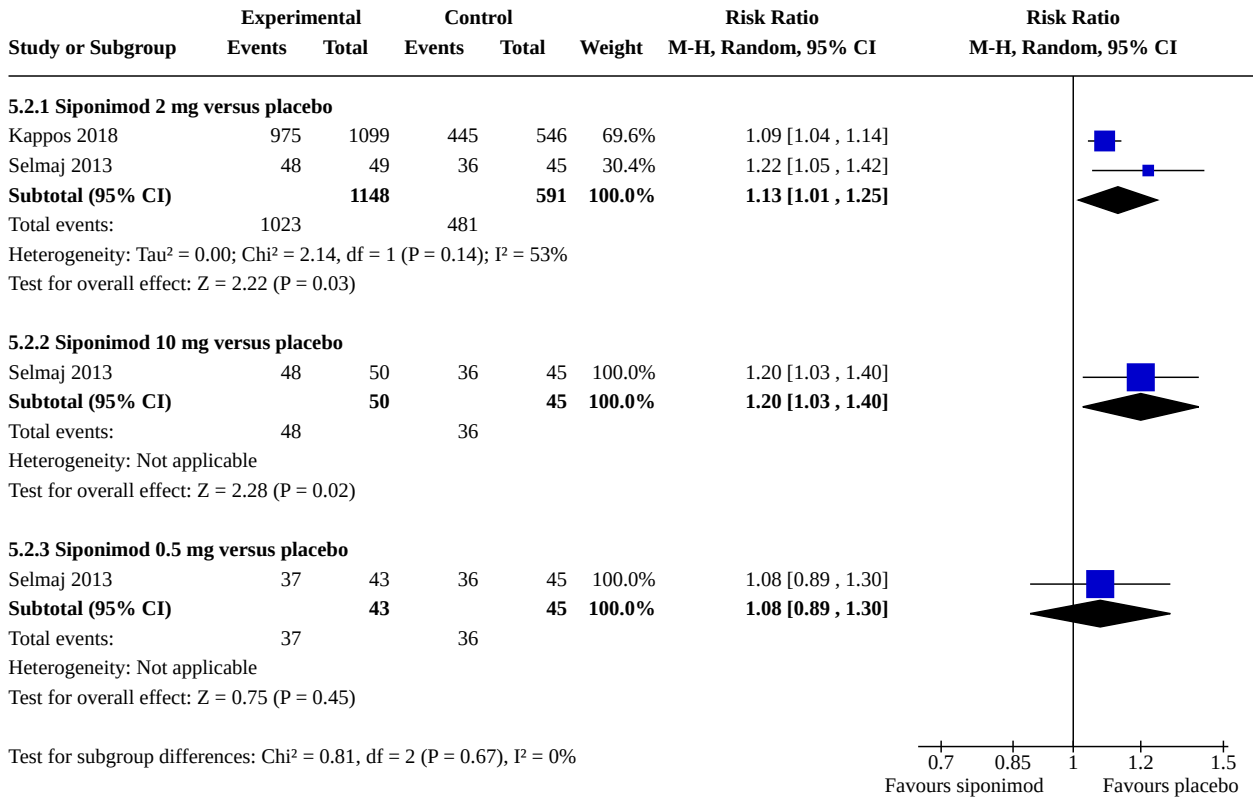 Experimental Control Risk Ratio Risk Ratio
Study or Subgroup Events Total Events Total Weight M-H, Random, 95% CI M-H, Random, 95% CI
5.2.1 Siponimod 2 mg versus placebo
Kappos 2018 975 1099 445 546 69.6% 1.09 [1.04 , 1.14]
Selmaj 2013 48 49 36 45 30.4% 1.22 [1.05 , 1.42]
Subtotal (95% CI) 1148 591 100.0% 1.13 [1.01 , 1.25]
Total events: 1023 481
Heterogeneity: Tau² = 0.00; Chi² = 2.14, df = 1 (P = 0.14); I² = 53%
Test for overall effect: Z = 2.22 (P = 0.03)
5.2.2 Siponimod 10 mg versus placebo
Selmaj 2013 48 50 36 45 100.0% 1.20 [1.03 , 1.40]
Subtotal (95% CI) 50 45 100.0% 1.20 [1.03 , 1.40]
Total events: 48 36
Heterogeneity: Not applicable
Test for overall effect: Z = 2.28 (P = 0.02)
5.2.3 Siponimod 0.5 mg versus placebo
Selmaj 2013 37 43 36 45 100.0% 1.08 [0.89 , 1.30]
Subtotal (95% CI) 43 45 100.0% 1.08 [0.89 , 1.30]
Total events: 37 36
Heterogeneity: Not applicable
Test for overall effect: Z = 0.75 (P = 0.45)
Test for subgroup differences: Chi² = 0.81, df = 2 (P = 0.67), I² = 0%
0.7 0.85 1 1.2 1.5
Favours siponimod Favours placebo